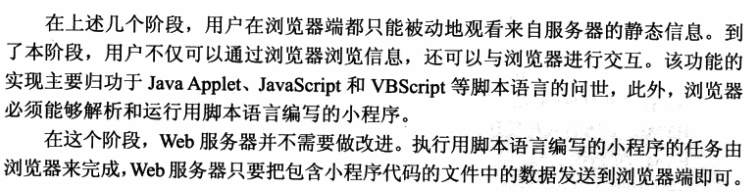 在上述几个阶段，用户在浏览器端都只能被动地观看来自服务器的静态信息。到
了本阶段，用户不仅可以通过浏览器浏览信息，还可以与浏览器进行交互。该功能的
实现主要归功于 Java Applet、JavaScript 和 VBScript 等脚本语言的问世，此外，浏览器
必须能够解析和运行用脚本语言编写的小程序。
在这个阶段，Web 服务器并不需要做改进。执行用脚本语言编写的小程序的任务由
浏览器来完成，Web 服务器只要把包含小程序代码的文件中的数据发送到浏览器端即可。